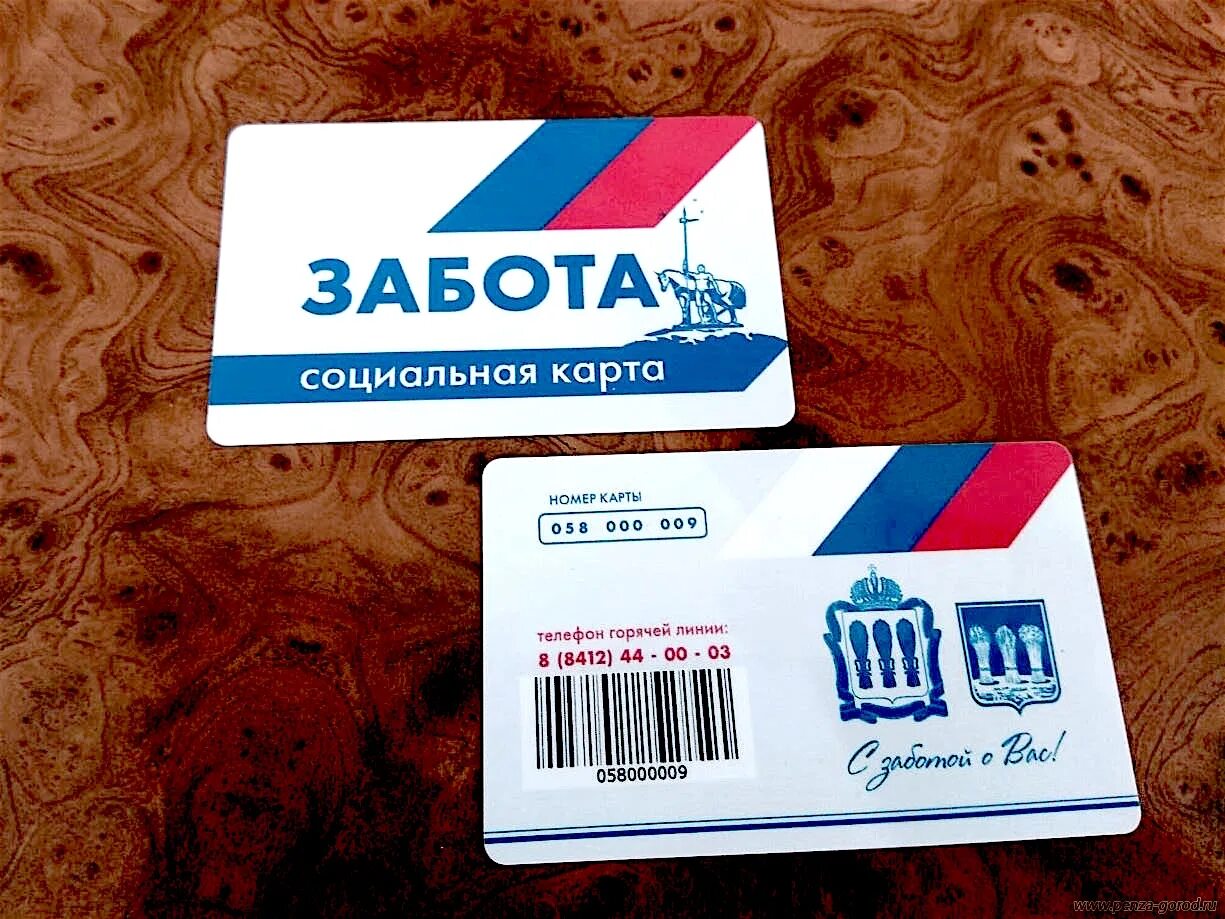 ЗАБОТА
социальная карта
НОМЕР КАРТЫ
058 000 009
телефон горячей линии:
8 (8412) 44 - 00 - 03
058000009
С заботой о Вас!
www.penza-gorod.ru